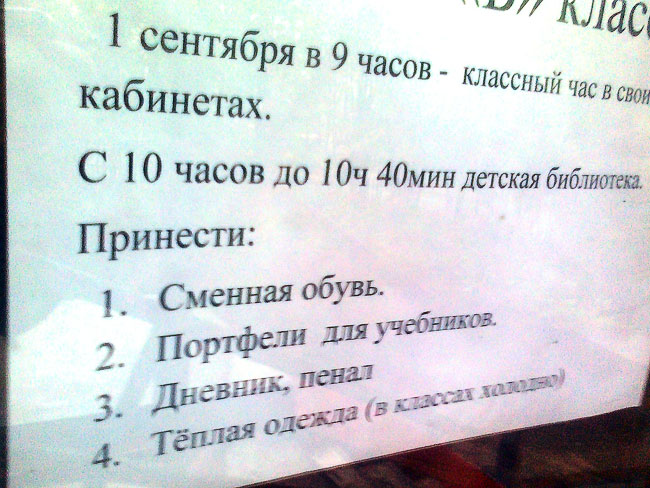 «В» клас
1 сентября в 9 часов - классный час в свои
кабинетах.
С 10 часов до 10ч 40мин детская библиотека.
Принести:
1. Сменная обувь.
2. Портфели для учебников.
3. Дневник, пенал
4. Тёплая одежда (в классах холодно)